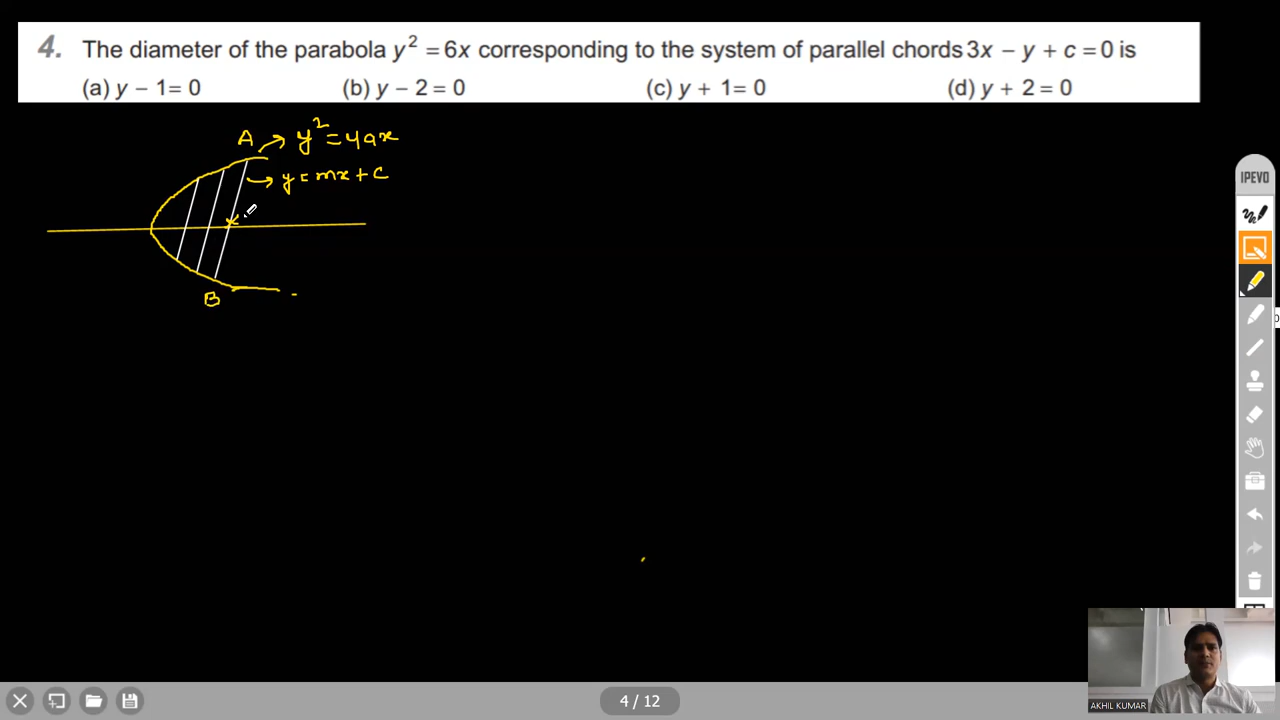 4. The diameter of the parabola y² = 6x corresponding to the system of parallel chords 3x − y + c = 0 is
(a) y − 1 = 0 (b) y − 2 = 0 (c) y + 1 = 0 (d) y + 2 = 0
A → y² = 4ax
→ y = mx + c
B
IPEVO
4 / 12
AKHIL KUMAR